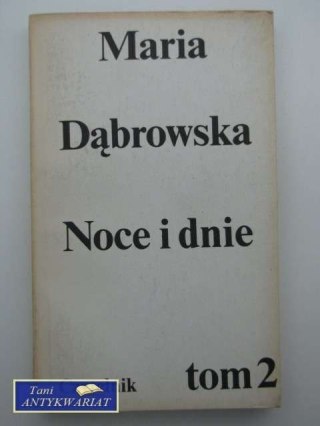 Maria
Dąbrowska
Noce i dnie
tom 2
Tani
ANTYKWARIAT